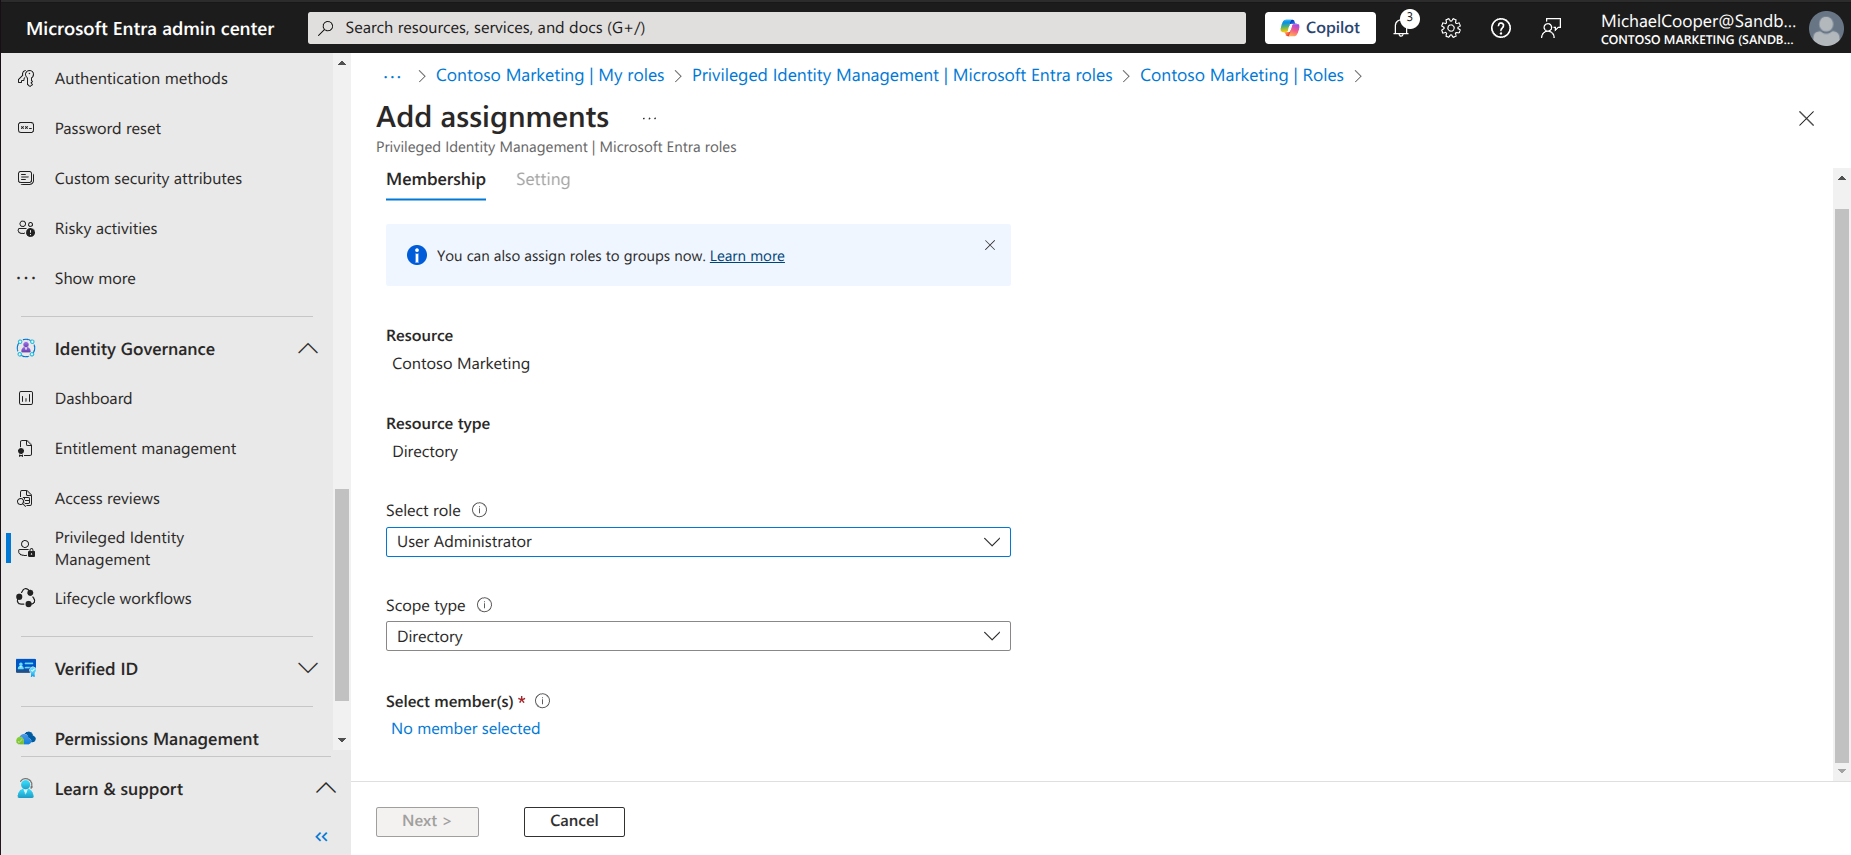 Microsoft Entra admin center
Search resources, services, and docs (G+/)
Copilot
3
MichaelCooper@Sandb...
CONTOSO MARKETING (SANDB...
Authentication methods
Password reset
Custom security attributes
Risky activities
Show more
Identity Governance
Dashboard
Entitlement management
Access reviews
Privileged Identity
Management
Lifecycle workflows
Verified ID
Permissions Management
Learn & support
... > Contoso Marketing | My roles > Privileged Identity Management | Microsoft Entra roles > Contoso Marketing | Roles >
Add assignments ...
Privileged Identity Management | Microsoft Entra roles
Membership Setting
You can also assign roles to groups now. Learn more
Resource
Contoso Marketing
Resource type
Directory
Select role
User Administrator
Scope type
Directory
Select member(s) *
No member selected
Next > Cancel